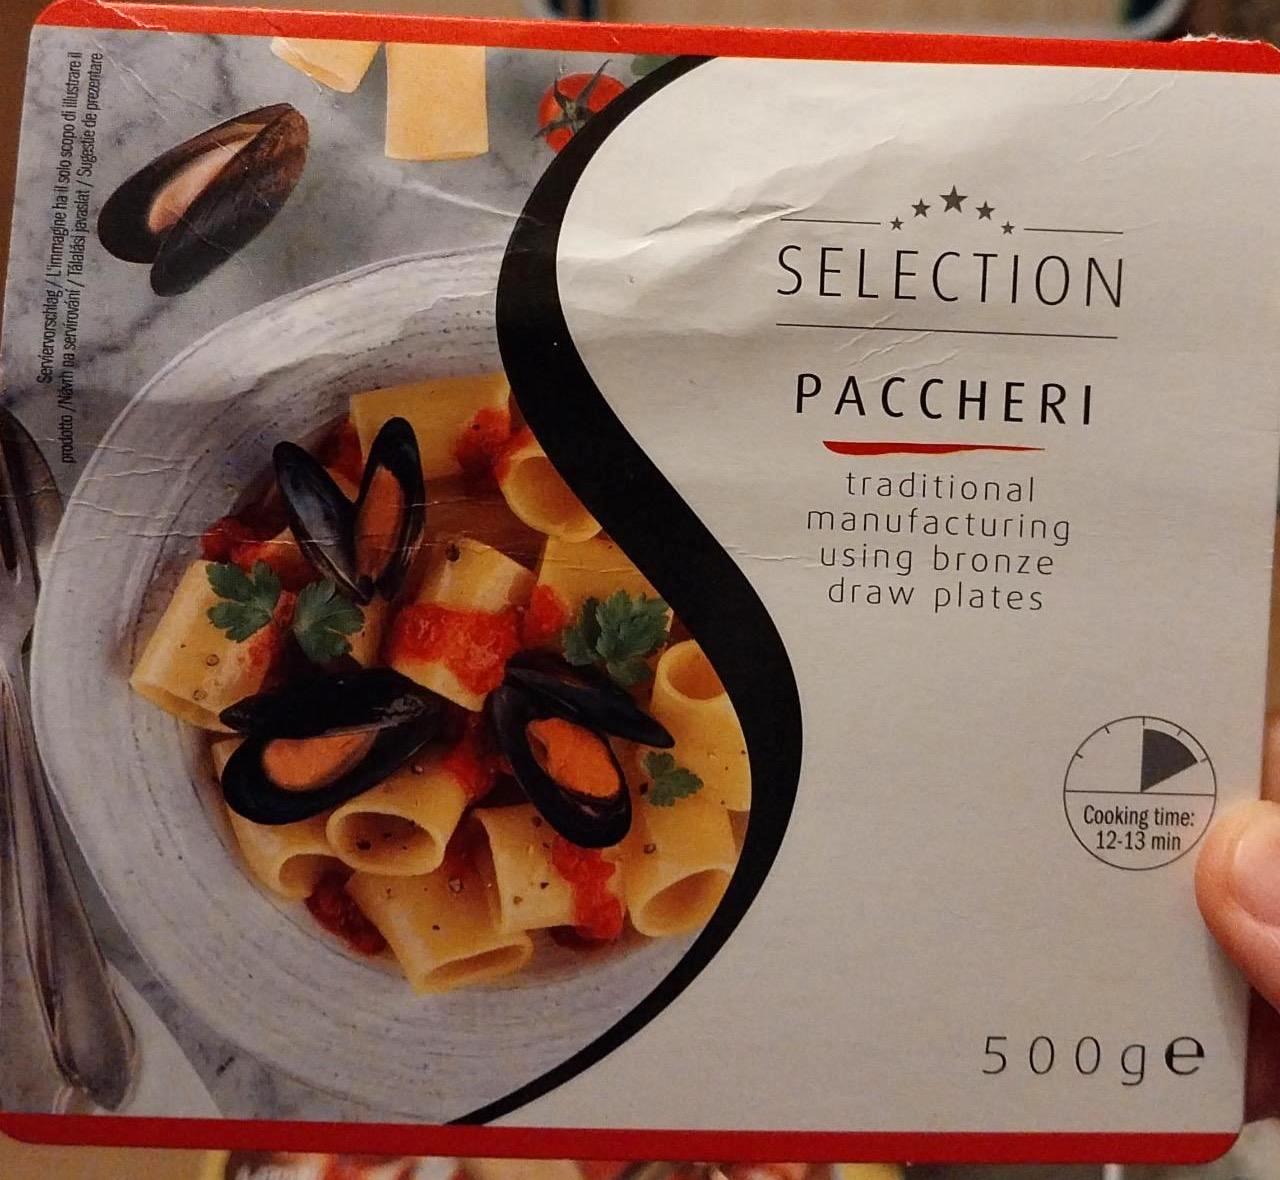 Serviervorschlag / L'immagine ha il solo scopo di illustrare il
prodotto / Návrh na servírování / Tálalási javaslat / Sugestie de prezentare
SELECTION
PACCHERI
traditional
manufacturing
using bronze
draw plates
Cooking time:
12-13 min
500g e